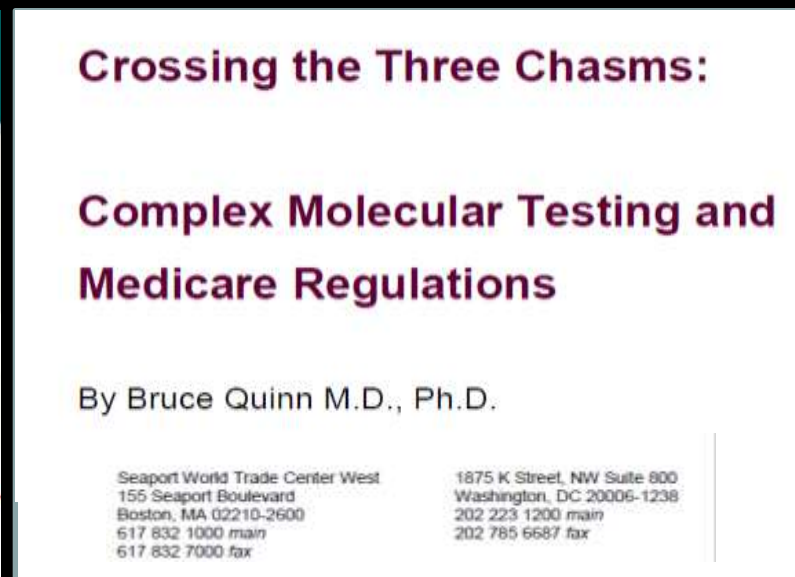 Crossing the Three Chasms:
Complex Molecular Testing and
Medicare Regulations
By Bruce Quinn M.D., Ph.D.
Seaport World Trade Center West
155 Seaport Boulevard
Boston, MA 02210-2600
617 832 1000 main
617 832 7000 fax
1875 K Street, NW Suite 800
Washington, DC 20006-1238
202 223 1200 main
202 785 6687 fax